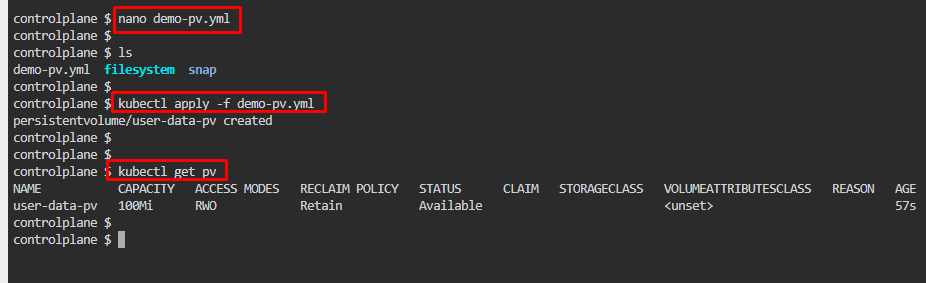 controlplane $ nano demo-pv.yml
controlplane $
controlplane $ ls
demo-pv.yml filesystem snap
controlplane $
controlplane $ kubectl apply -f demo-pv.yml
persistentvolume/user-data-pv created
controlplane $
controlplane $
controlplane $ kubectl get pv
NAME CAPACITY ACCESS MODES RECLAIM POLICY STATUS CLAIM STORAGECLASS VOLUMEATTRIBUTESCLASS REASON AGE
user-data-pv 100Mi RWO Retain Available <unset> 57s
controlplane $
controlplane $